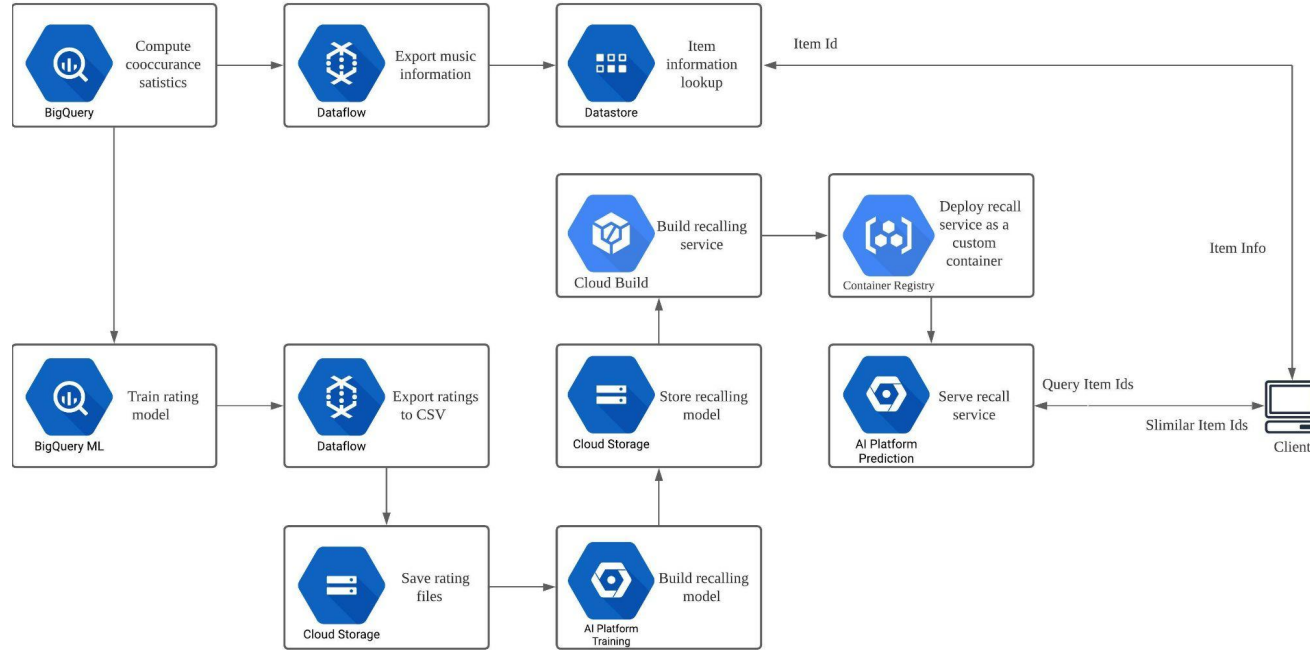 Compute
cooccurance
satistics
BigQuery
Export music
information
Dataflow
Item
information
lookup
Datastore
Item Id
Build recalling
service
Cloud Build
Deploy recall
service as a
custom
container
Container Registry
Item Info
Train rating
model
BigQuery ML
Export ratings
to CSV
Dataflow
Store recalling
model
Cloud Storage
Serve recall
service
AI Platform
Prediction
Query Item Ids
Slimilar Item Ids
Client
Save rating
files
Cloud Storage
Build recalling
model
AI Platform
Training